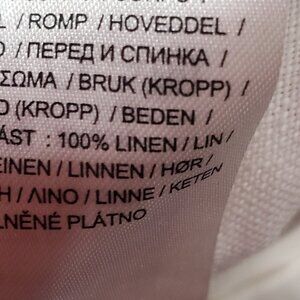 / ROMP / HOVEDDEL /
/ ПЕРЕД И СПИНКА /
ΣΩΜΑ / BRUK (KROPP) /
(KROPP) / BEDEN /
ÁST : 100% LINEN / LIN /
EINEN / LINNEN / HØR /
/ ΛΙΝΟ / LINNE / KETEN
LNĚNÉ PLÁTNO